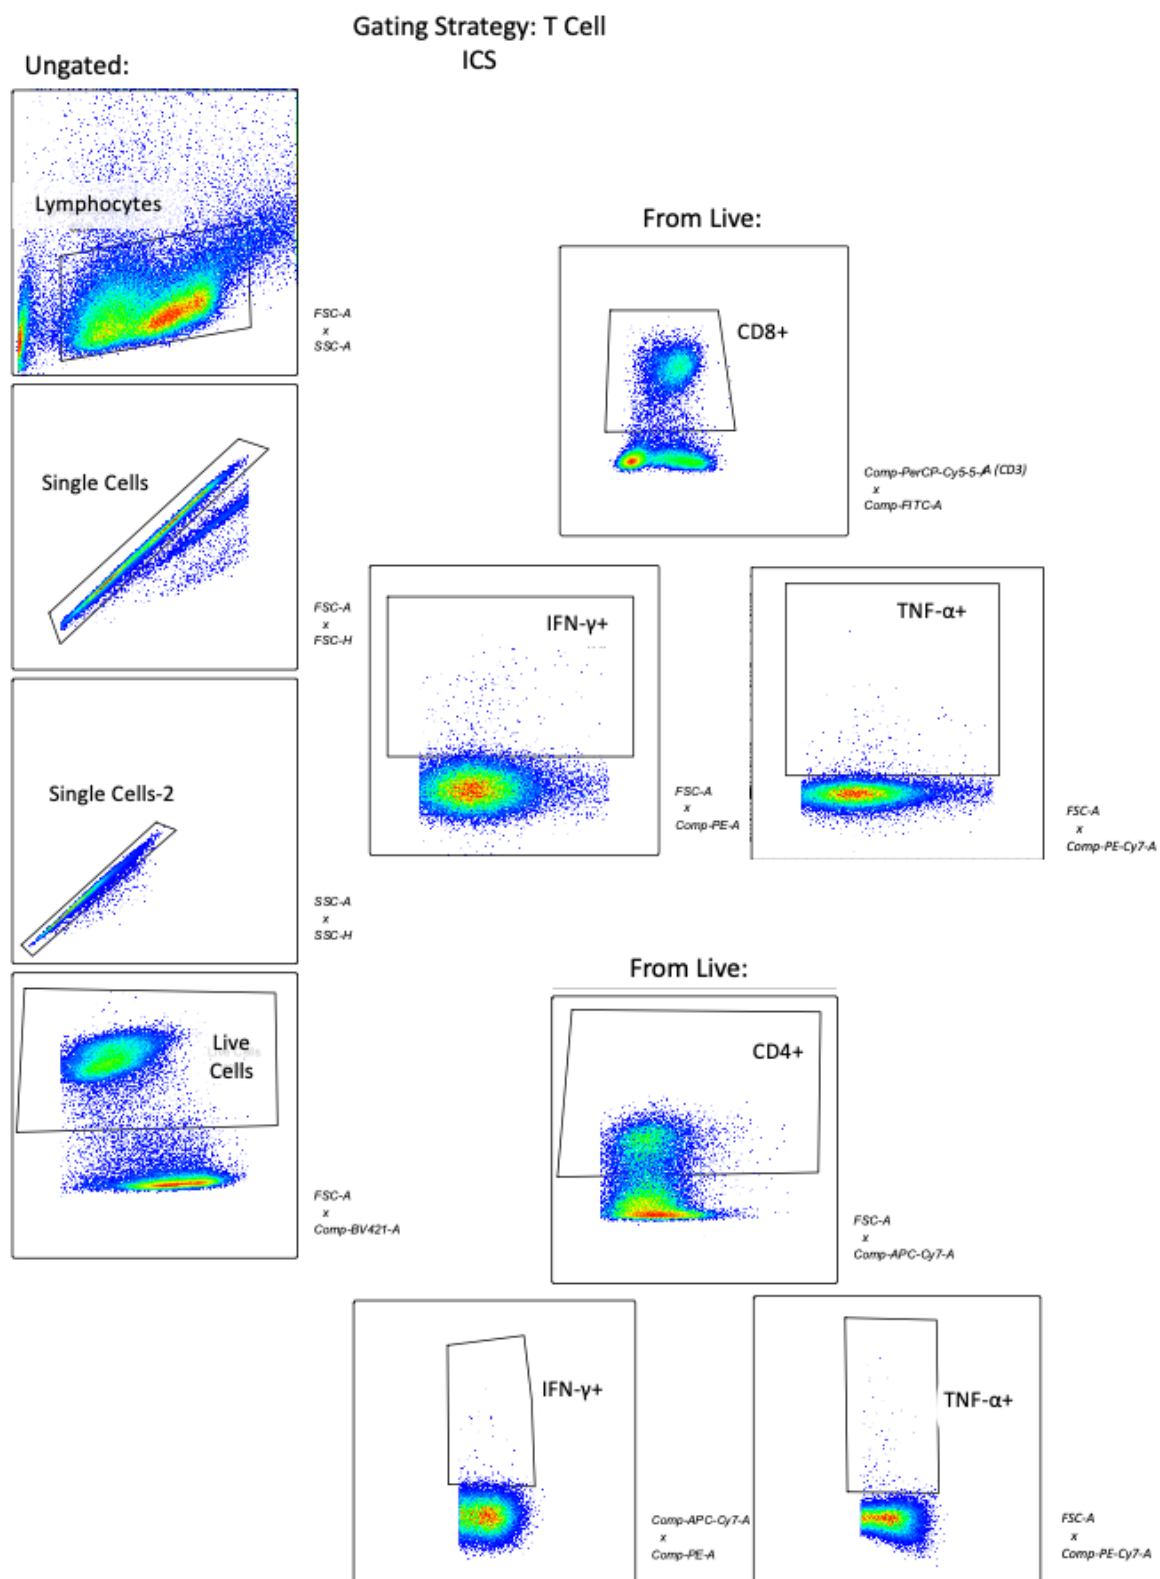 Gating Strategy: T Cell
ICS
Ungated:
Lymphocytes
FSC-A
x
SSC-A
Single Cells
FSC-A
x
FSC-H
Single Cells-2
SSC-A
x
SSC-H
Live
Cells
FSC-A
x
Comp-BV421-A
From Live:
CD8+
Comp-PerCP-Cy5-5-A (CD3)
x
Comp-FITC-A
IFN-γ+
FSC-A
x
Comp-PE-A
TNF-α+
FSC-A
x
Comp-PE-Cy7-A
From Live:
CD4+
FSC-A
x
Comp-APC-Cy7-A
IFN-γ+
Comp-APC-Cy7-A
x
Comp-PE-A
TNF-α+
FSC-A
x
Comp-PE-Cy7-A